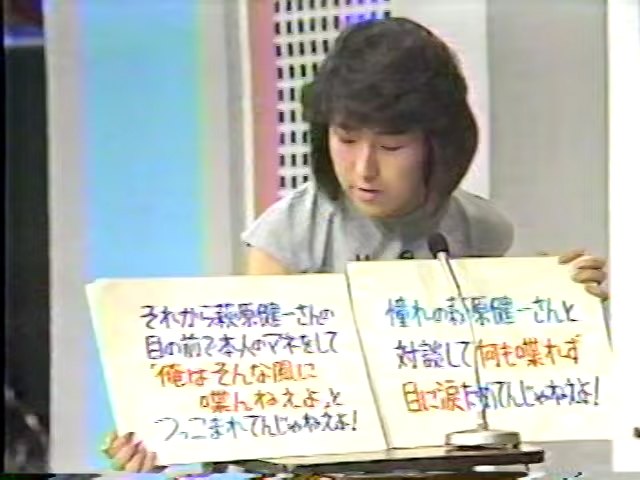 それから萩原健一さんの
目の前で本人のマネをして
「俺はそんな風に
喋んねえよ」と
つっこまれてんじゃねえよ!
憧れの萩原健一さんと
対談して何も喋れず
目に涙ためてんじゃねえよ!